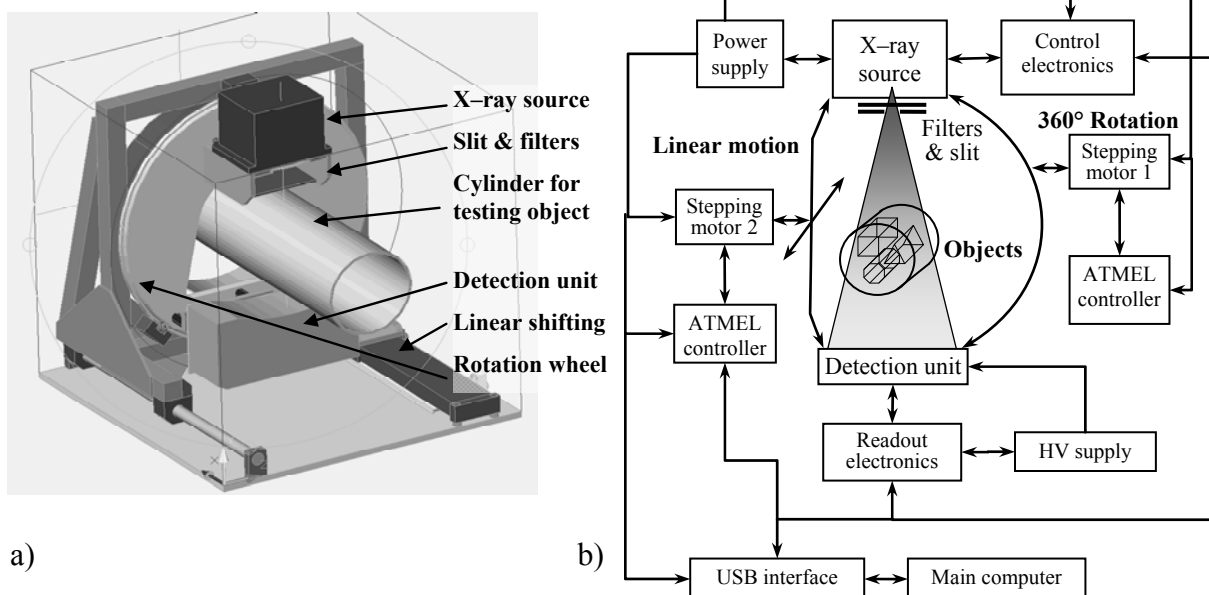 X–ray source
Slit & filters
Cylinder for
testing object
Detection unit
Linear shifting
Rotation wheel
a)
Power
supply
X–ray
source
Control
electronics
Filters
& slit
360° Rotation
Linear motion
Stepping
motor 1
Stepping
motor 2
Objects
ATMEL
controller
ATMEL
controller
Detection unit
Readout
electronics
HV supply
b)
USB interface
Main computer